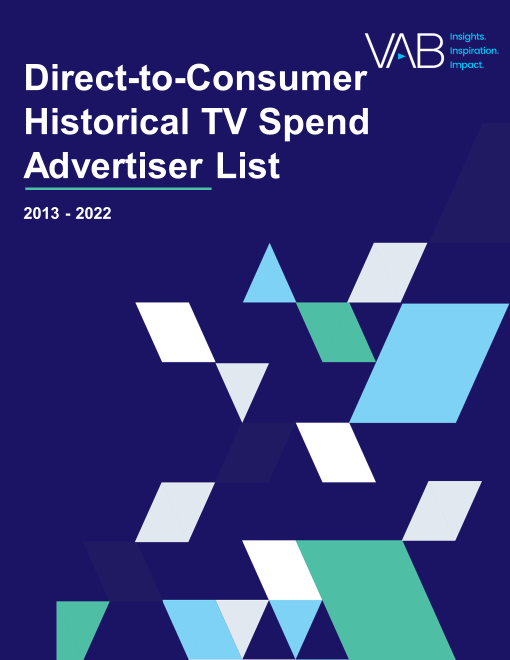 VAB
Insights.
Inspiration.
Impact.
Direct-to-Consumer
Historical TV Spend
Advertiser List
2013 - 2022